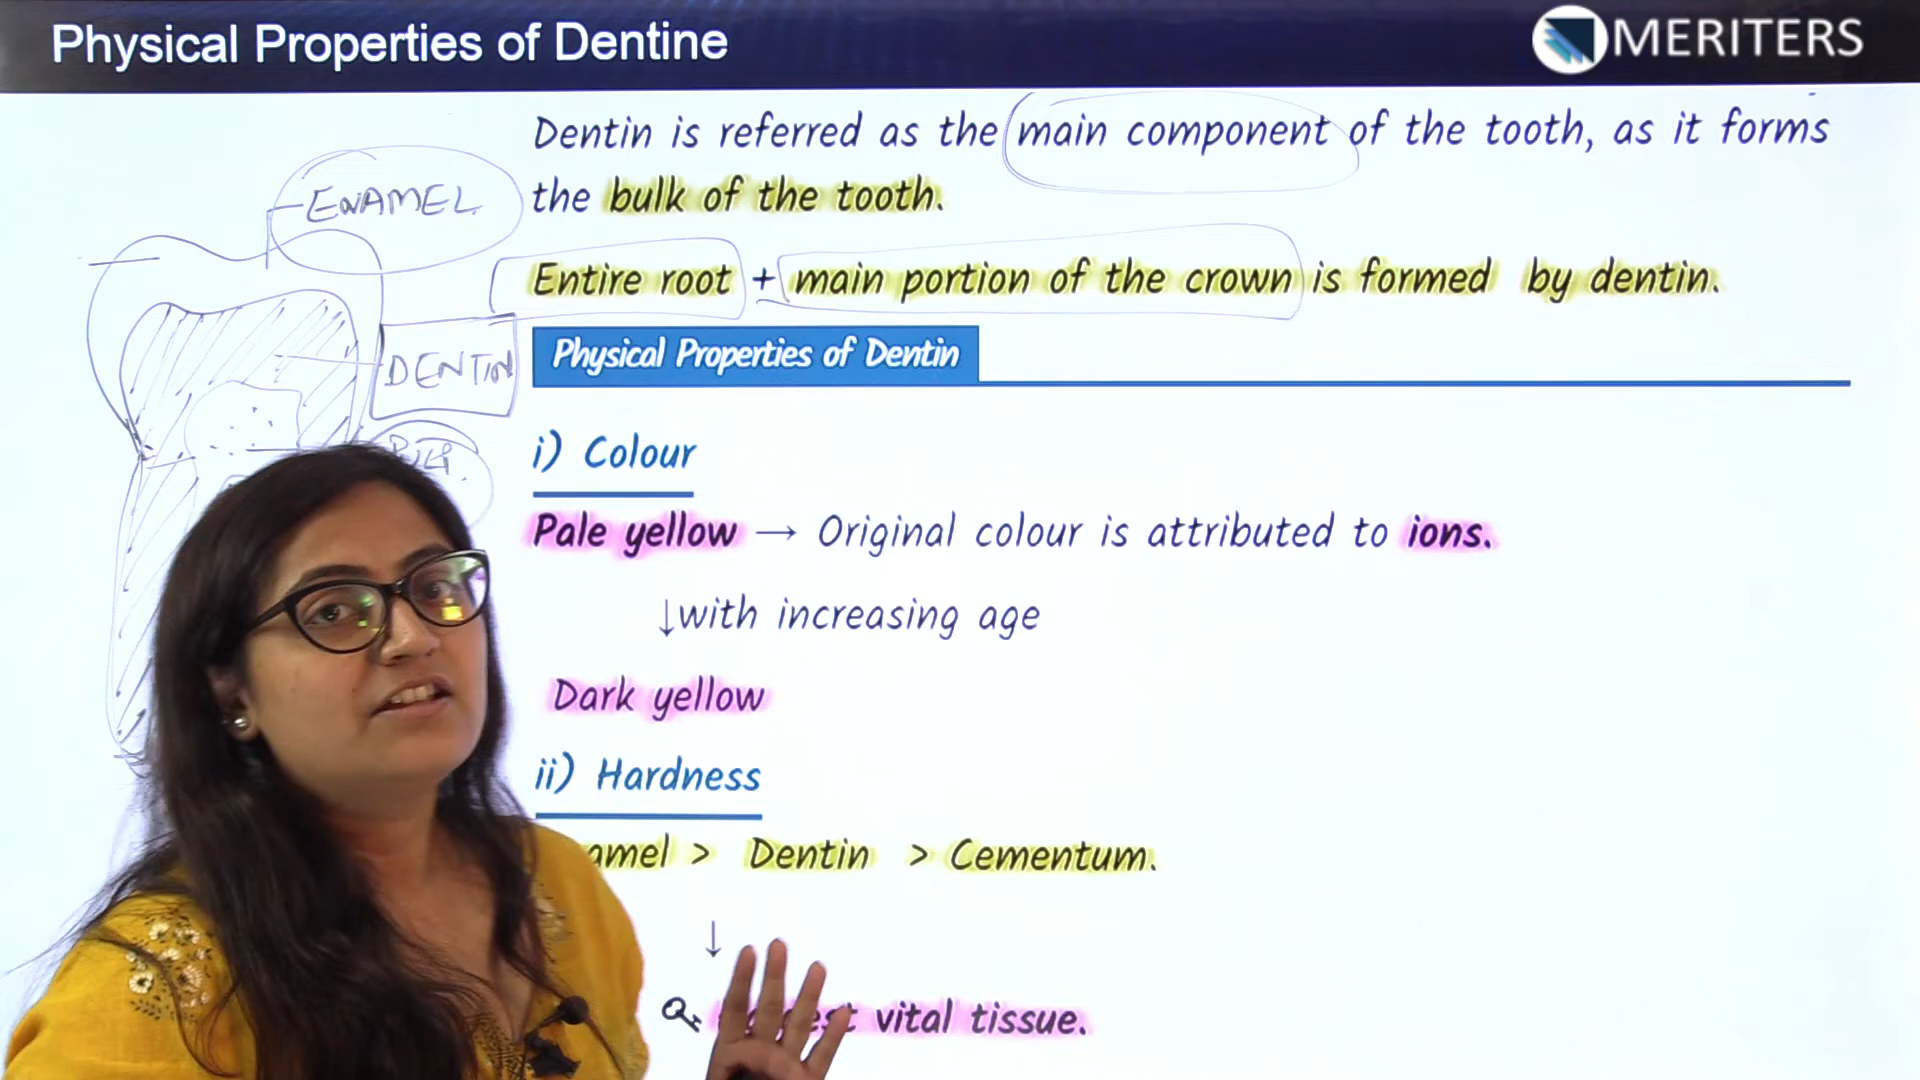 Physical Properties of Dentine
MERITERS
Dentin is referred as the main component of the tooth, as it forms
the bulk of the tooth.
ENAMEL
Entire root + main portion of the crown is formed by dentin.
DENTIN
Physical Properties of Dentin
i) Colour
Pale yellow → Original colour is attributed to ions.
↓with increasing age
Dark yellow
ii) Hardness
> Dentin > Cementum.
↓
vital tissue.